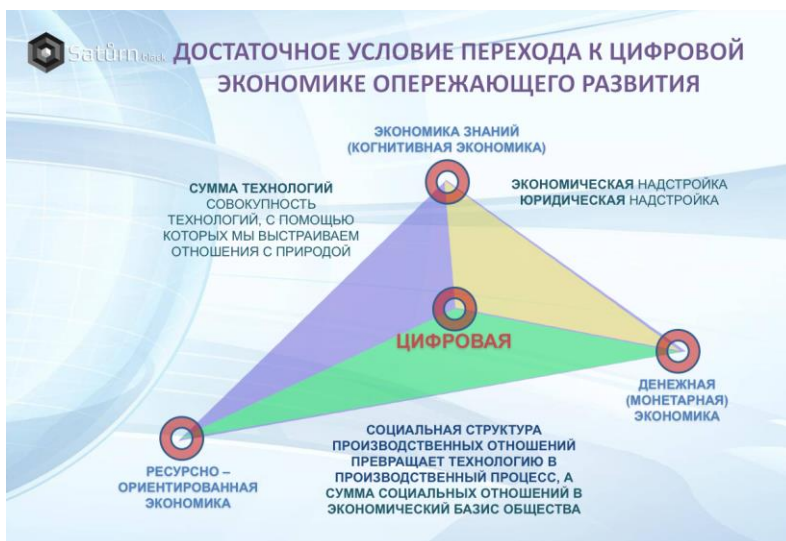 Satûrn black
ДОСТАТОЧНОЕ УСЛОВИЕ ПЕРЕХОДА К ЦИФРОВОЙ
ЭКОНОМИКЕ ОПЕРЕЖАЮЩЕГО РАЗВИТИЯ
ЭКОНОМИКА ЗНАНИЙ
(КОГНИТИВНАЯ ЭКОНОМИКА)
СУММА ТЕХНОЛОГИЙ
СОВОКУПНОСТЬ
ТЕХНОЛОГИЙ, С ПОМОЩЬЮ
КОТОРЫХ МЫ ВЫСТРАИВАЕМ
ОТНОШЕНИЯ С ПРИРОДОЙ
ЭКОНОМИЧЕСКАЯ НАДСТРОЙКА
ЮРИДИЧЕСКАЯ НАДСТРОЙКА
ЦИФРОВАЯ
ДЕНЕЖНАЯ
(МОНЕТАРНАЯ)
ЭКОНОМИКА
РЕСУРСНО –
ОРИЕНТИРОВАННАЯ
ЭКОНОМИКА
СОЦИАЛЬНАЯ СТРУКТУРА
ПРОИЗВОДСТВЕННЫХ ОТНОШЕНИЙ
ПРЕВРАЩАЕТ ТЕХНОЛОГИЮ В
ПРОИЗВОДСТВЕННЫЙ ПРОЦЕСС, А
СУММА СОЦИАЛЬНЫХ ОТНОШЕНИЙ В
ЭКОНОМИЧЕСКИЙ БАЗИС ОБЩЕСТВА